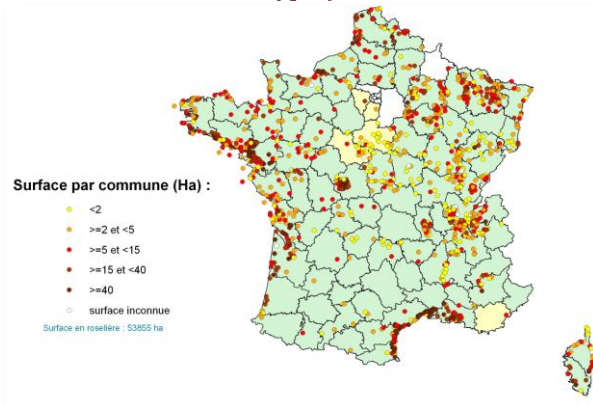 Surface par commune (Ha) :
<2
>=2 et <5
>=5 et <15
>=15 et <40
>=40
surface inconnue
Surface en roselière : 53855 ha